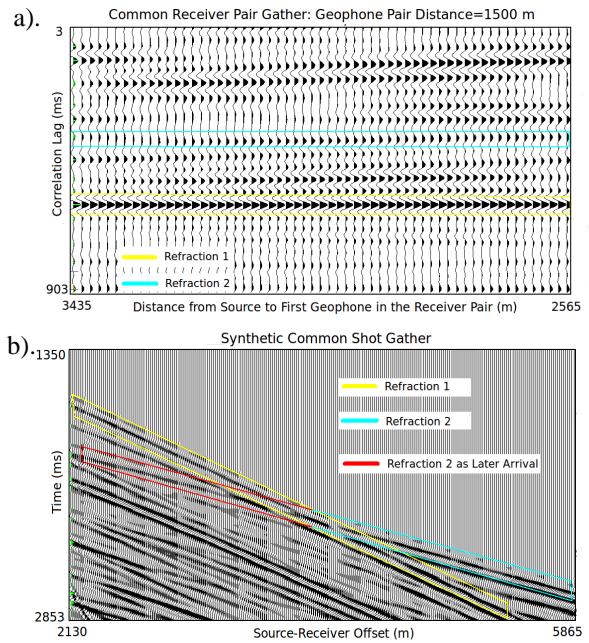 a).
Common Receiver Pair Gather: Geophone Pair Distance=1500 m
3
Correlation Lag (ms)
Refraction 1
Refraction 2
903
3435
Distance from Source to First Geophone in the Receiver Pair (m)
2565
b).
Synthetic Common Shot Gather
1350
Refraction 1
Refraction 2
Refraction 2 as Later Arrival
Time (ms)
2853
2130
Source-Receiver Offset (m)
5865